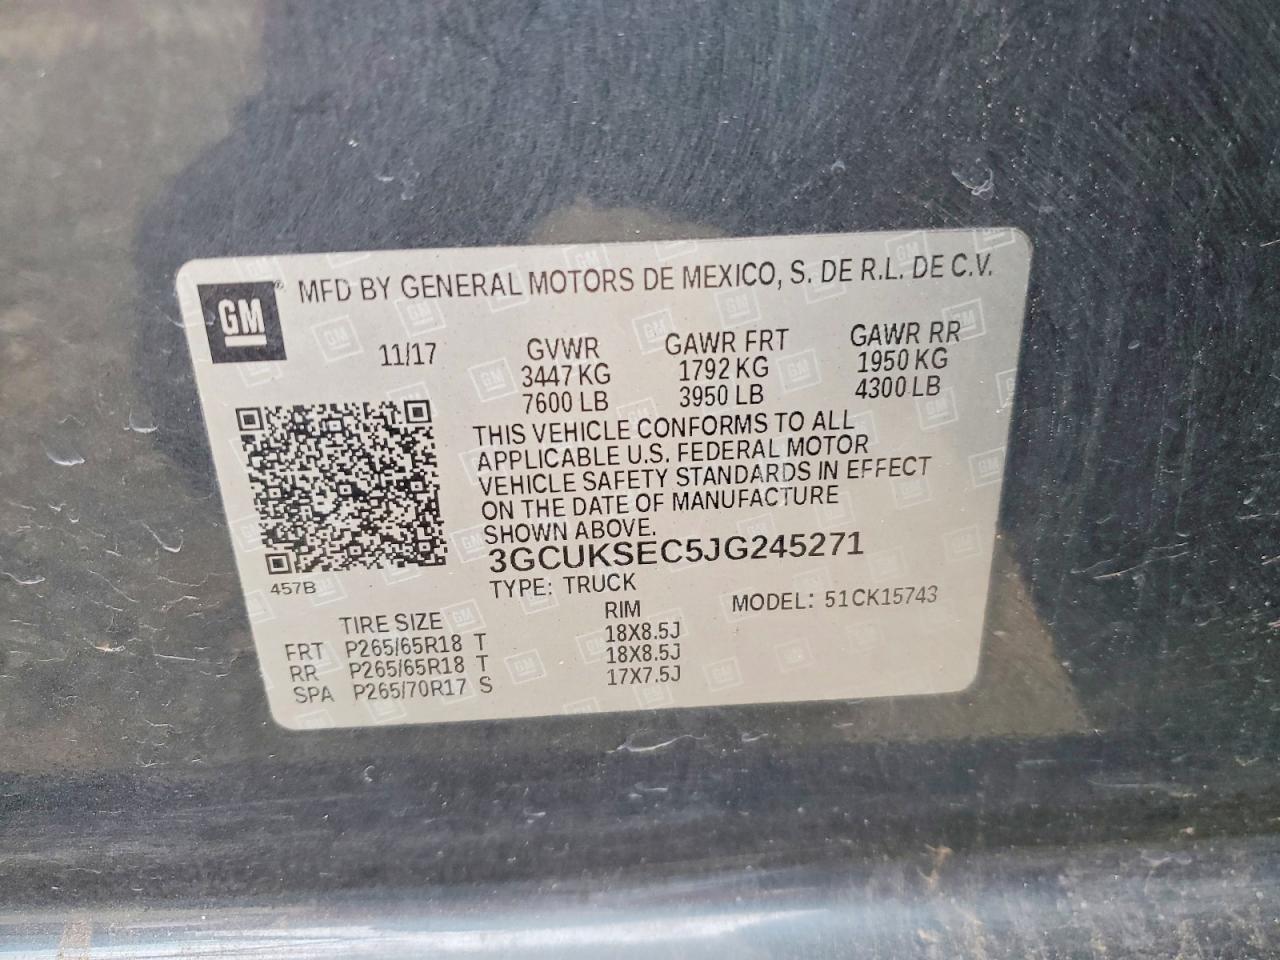 GM® MFD BY GENERAL MOTORS DE MEXICO, S. DE R.L. DE C.V.
11/17
GVWR
3447 KG
7600 LB
GAWR FRT
1792 KG
3950 LB
GAWR RR
1950 KG
4300 LB
THIS VEHICLE CONFORMS TO ALL
APPLICABLE U.S. FEDERAL MOTOR
VEHICLE SAFETY STANDARDS IN EFFECT
ON THE DATE OF MANUFACTURE
SHOWN ABOVE.
3GCUKSEC5JG245271
457B
TYPE: TRUCK
MODEL: 51CK15743
TIRE SIZE RIM
FRT P265/65R18 T 18X8.5J
RR P265/65R18 T 18X8.5J
SPA P265/70R17 S 17X7.5J